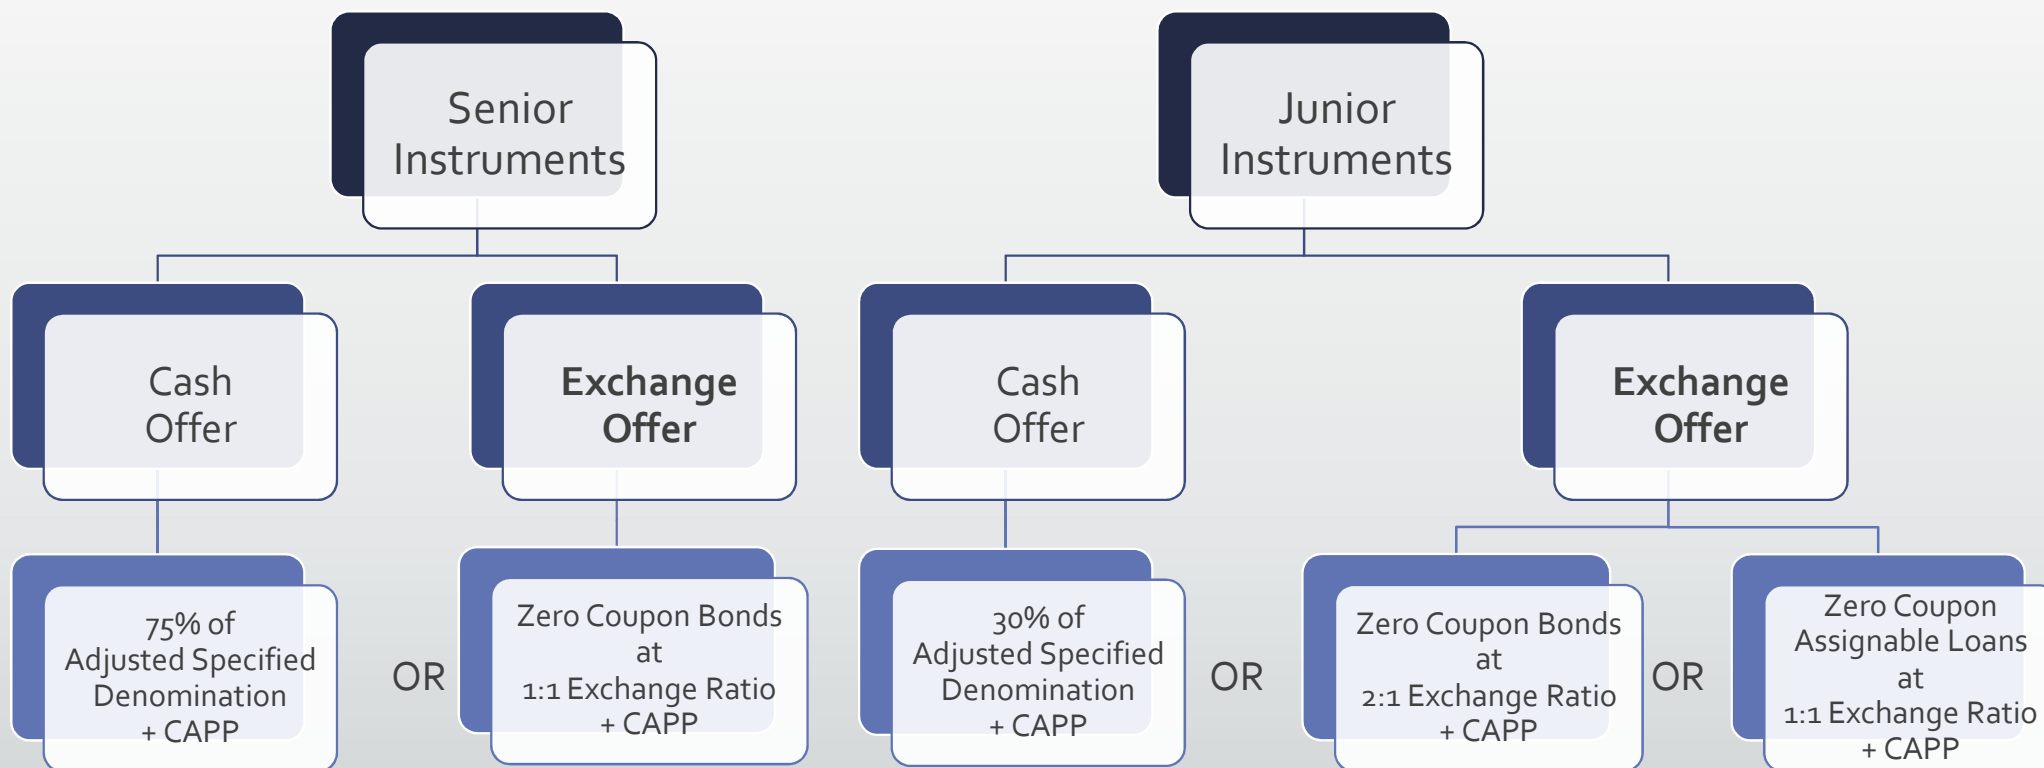 Senior
Instruments
Junior
Instruments
Cash
Offer
Exchange
Offer
Cash
Offer
Exchange
Offer
75% of
Adjusted Specified
Denomination
+ CAPP
OR
Zero Coupon Bonds
at
1:1 Exchange Ratio
+ CAPP
30% of
Adjusted Specified
Denomination
+ CAPP
OR
Zero Coupon Bonds
at
2:1 Exchange Ratio
+ CAPP
OR
Zero Coupon
Assignable Loans
at
1:1 Exchange Ratio
+ CAPP